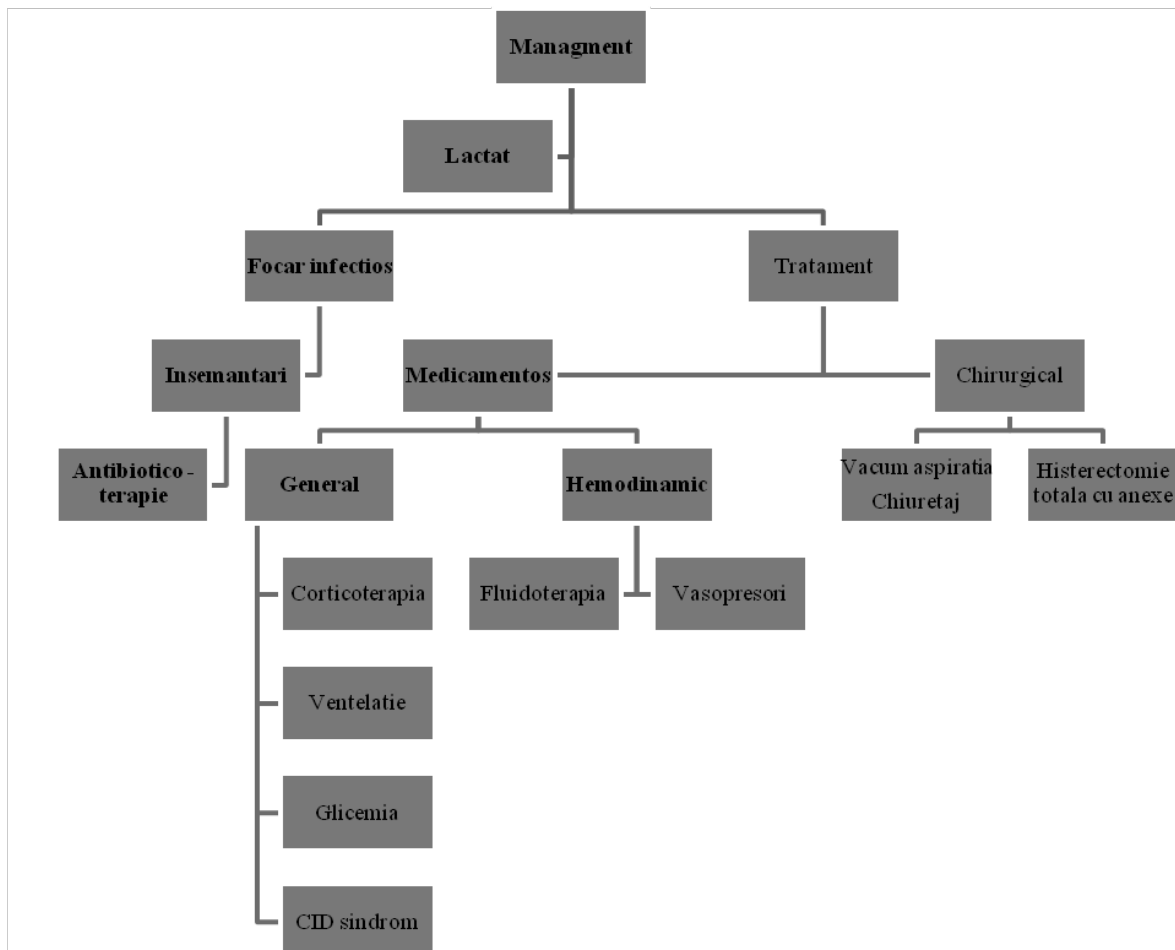 Managment
Lactat
Focar infectios
Tratament
Insemantari
Medicamentos
Chirurgical
Antibiotico -
terapie
General
Hemodinamic
Vacum aspiratia
Chiuretaj
Histerectomie
totala cu anexe
Corticoterapia
Fluidoterapia
Vasopresori
Ventelatie
Glicemia
CID sindrom